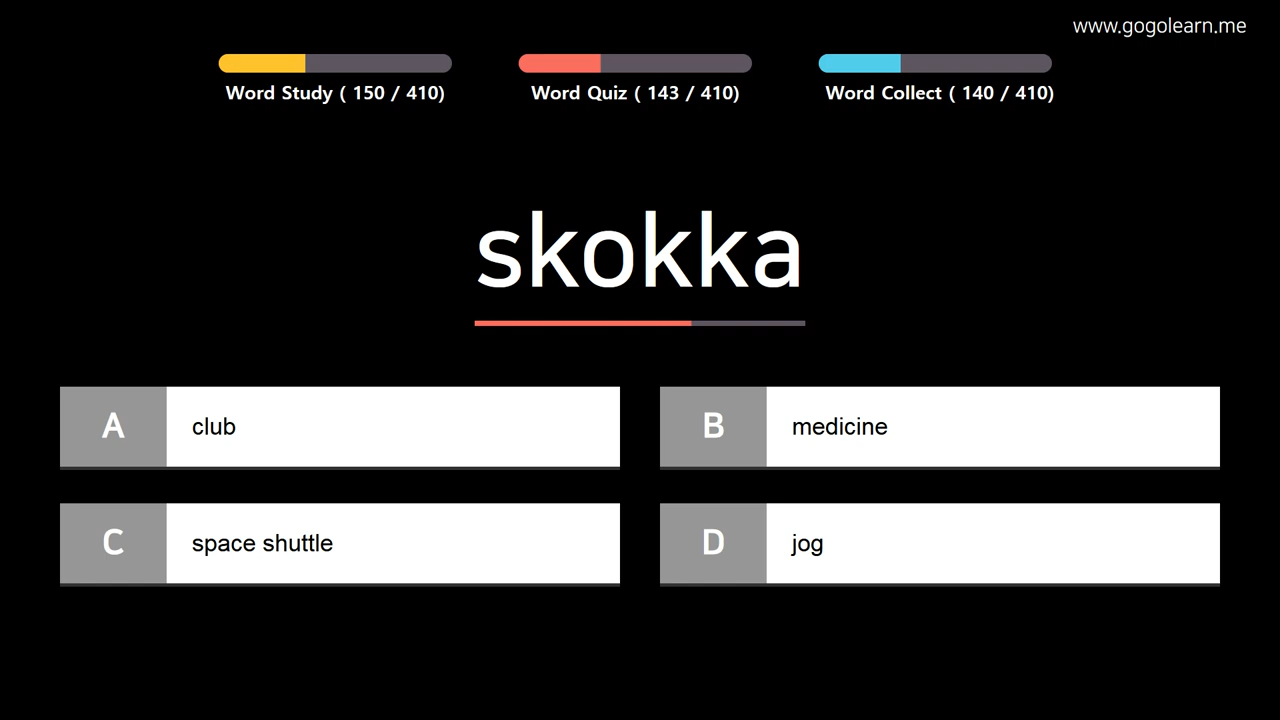 www.gogolearn.me
Word Study ( 150 / 410)
Word Quiz ( 143 / 410)
Word Collect ( 140 / 410)
skokka
A club
B medicine
C space shuttle
D jog